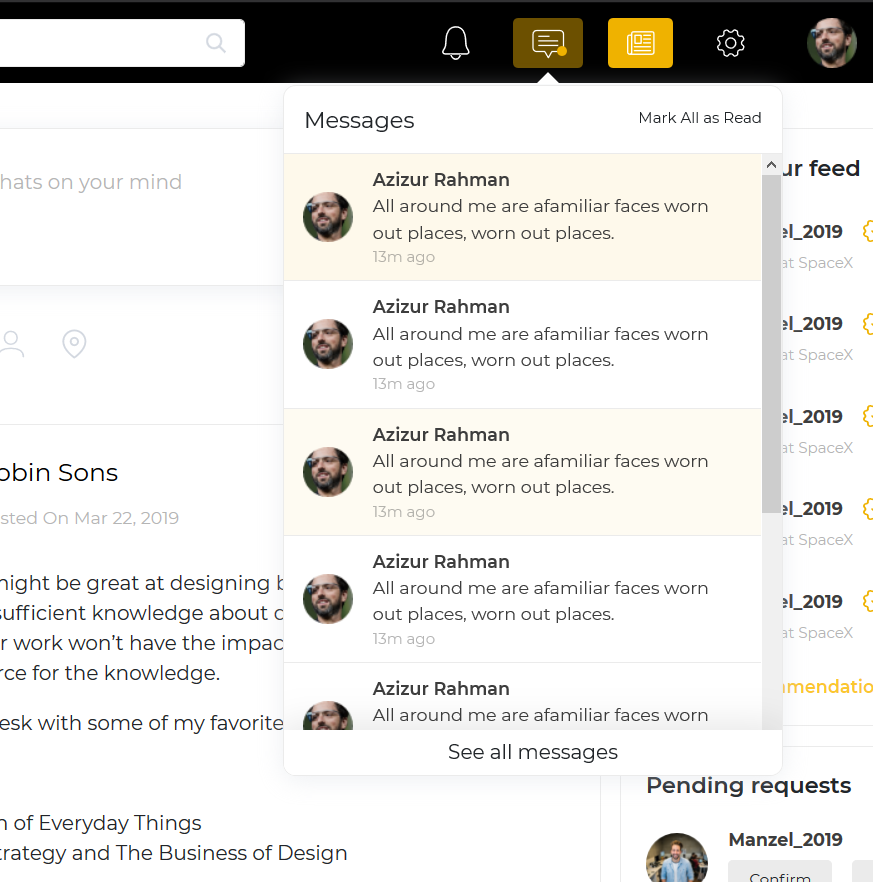 Messages
Mark All as Read
Azizur Rahman
All around me are afamiliar faces worn
out places, worn out places.
13m ago
Azizur Rahman
All around me are afamiliar faces worn
out places, worn out places.
13m ago
Azizur Rahman
All around me are afamiliar faces worn
out places, worn out places.
13m ago
Azizur Rahman
All around me are afamiliar faces worn
out places, worn out places.
13m ago
Azizur Rahman
All around me are afamiliar faces worn
See all messages
hats on your mind
obin Sons
sted On Mar 22, 2019
night be great at designing
sufficient knowledge about
r work won’t have the impac
rce for the knowledge.
esk with some of my favorite
n of Everyday Things
trategy and The Business of Design
ur feed
el_2019
at SpaceX
el_2019
at SpaceX
el_2019
at SpaceX
el_2019
at SpaceX
el_2019
at SpaceX
mmendatio
Pending requests
Manzel_2019
Confirm